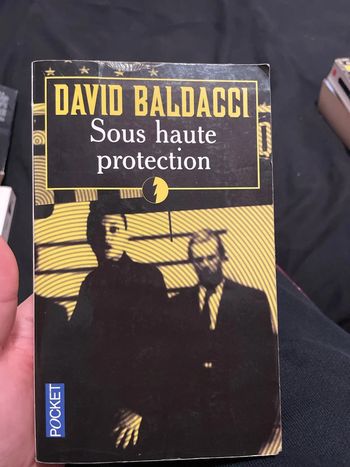 DAVID BALDACCI
Sous haute
protection
POCKET